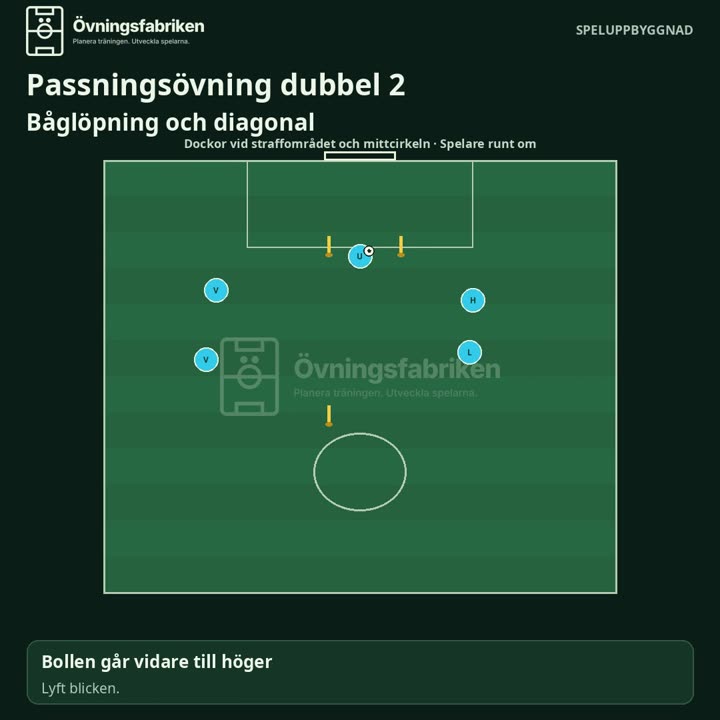 Övningsfabriken
Planera träningen. Utveckla spelarna.
SPELUPPBYGGNAD
Passningsövning dubbel 2
Båglöpning och diagonal
Dockor vid straffområdet och mittcirkeln · Spelare runt om
U
V
H
V
L
Övningsfabriken
Planera träningen. Utveckla spelarna.
Bollen går vidare till höger
Lyft blicken.